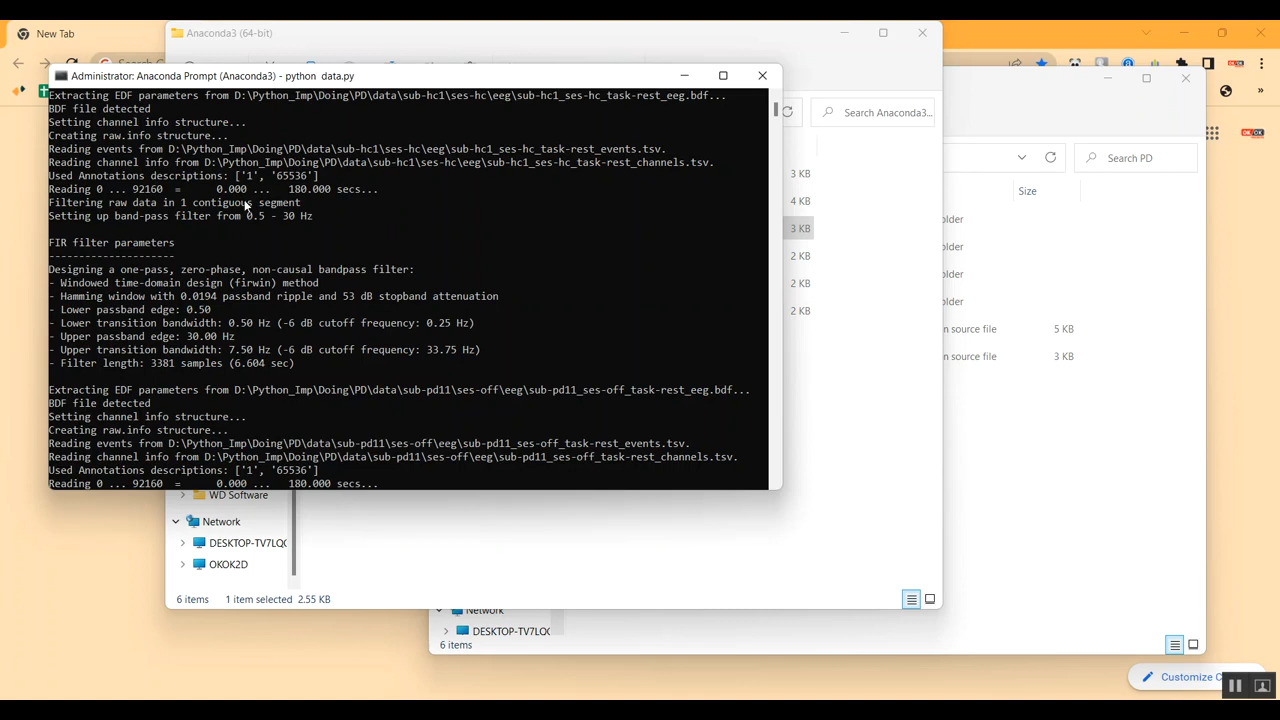 New Tab
Anaconda3 (64-bit)
Administrator: Anaconda Prompt (Anaconda3) - python data.py
Extracting EDF parameters from D:\Python_Imp\Doing\PD\data\sub-hc1\ses-hc\eeg\sub-hc1_ses-hc_task-rest_eeg.bdf...
BDF file detected
Setting channel info structure...
Creating raw.info structure...
Reading events from D:\Python_Imp\Doing\PD\data\sub-hc1\ses-hc\eeg\sub-hc1_ses-hc_task-rest_events.tsv.
Reading channel info from D:\Python_Imp\Doing\PD\data\sub-hc1\ses-hc\eeg\sub-hc1_ses-hc_task-rest_channels.tsv.
Used Annotations descriptions: ['1', '65536']
Reading 0 ... 92160 = 0.000 ... 180.000 secs...
Filtering raw data in 1 contiguous segment
Setting up band-pass filter from 0.5 - 30 Hz
FIR filter parameters
---------------------
Designing a one-pass, zero-phase, non-causal bandpass filter:
- Windowed time-domain design (firwin) method
- Hamming window with 0.0194 passband ripple and 53 dB stopband attenuation
- Lower passband edge: 0.50
- Lower transition bandwidth: 0.50 Hz (-6 dB cutoff frequency: 0.25 Hz)
- Upper passband edge: 30.00 Hz
- Upper transition bandwidth: 7.50 Hz (-6 dB cutoff frequency: 33.75 Hz)
- Filter length: 3381 samples (6.604 sec)
Extracting EDF parameters from D:\Python_Imp\Doing\PD\data\sub-pd11\ses-off\eeg\sub-pd11_ses-off_task-rest_eeg.bdf...
BDF file detected
Setting channel info structure...
Creating raw.info structure...
Reading events from D:\Python_Imp\Doing\PD\data\sub-pd11\ses-off\eeg\sub-pd11_ses-off_task-rest_events.tsv.
Reading channel info from D:\Python_Imp\Doing\PD\data\sub-pd11\ses-off\eeg\sub-pd11_ses-off_task-rest_channels.tsv.
Used Annotations descriptions: ['1', '65536']
Reading 0 ... 92160 = 0.000 ... 180.000 secs...
Search Anaconda3...
3 KB
4 KB
3 KB
2 KB
2 KB
2 KB
WD Software
Network
DESKTOP-TV7LQ
OKOK2D
6 items 1 item selected 2.55 KB
Search PD
Size
older
older
older
older
n source file 5 KB
n source file 3 KB
Network
DESKTOP-TV7LQ
6 items
Customize C